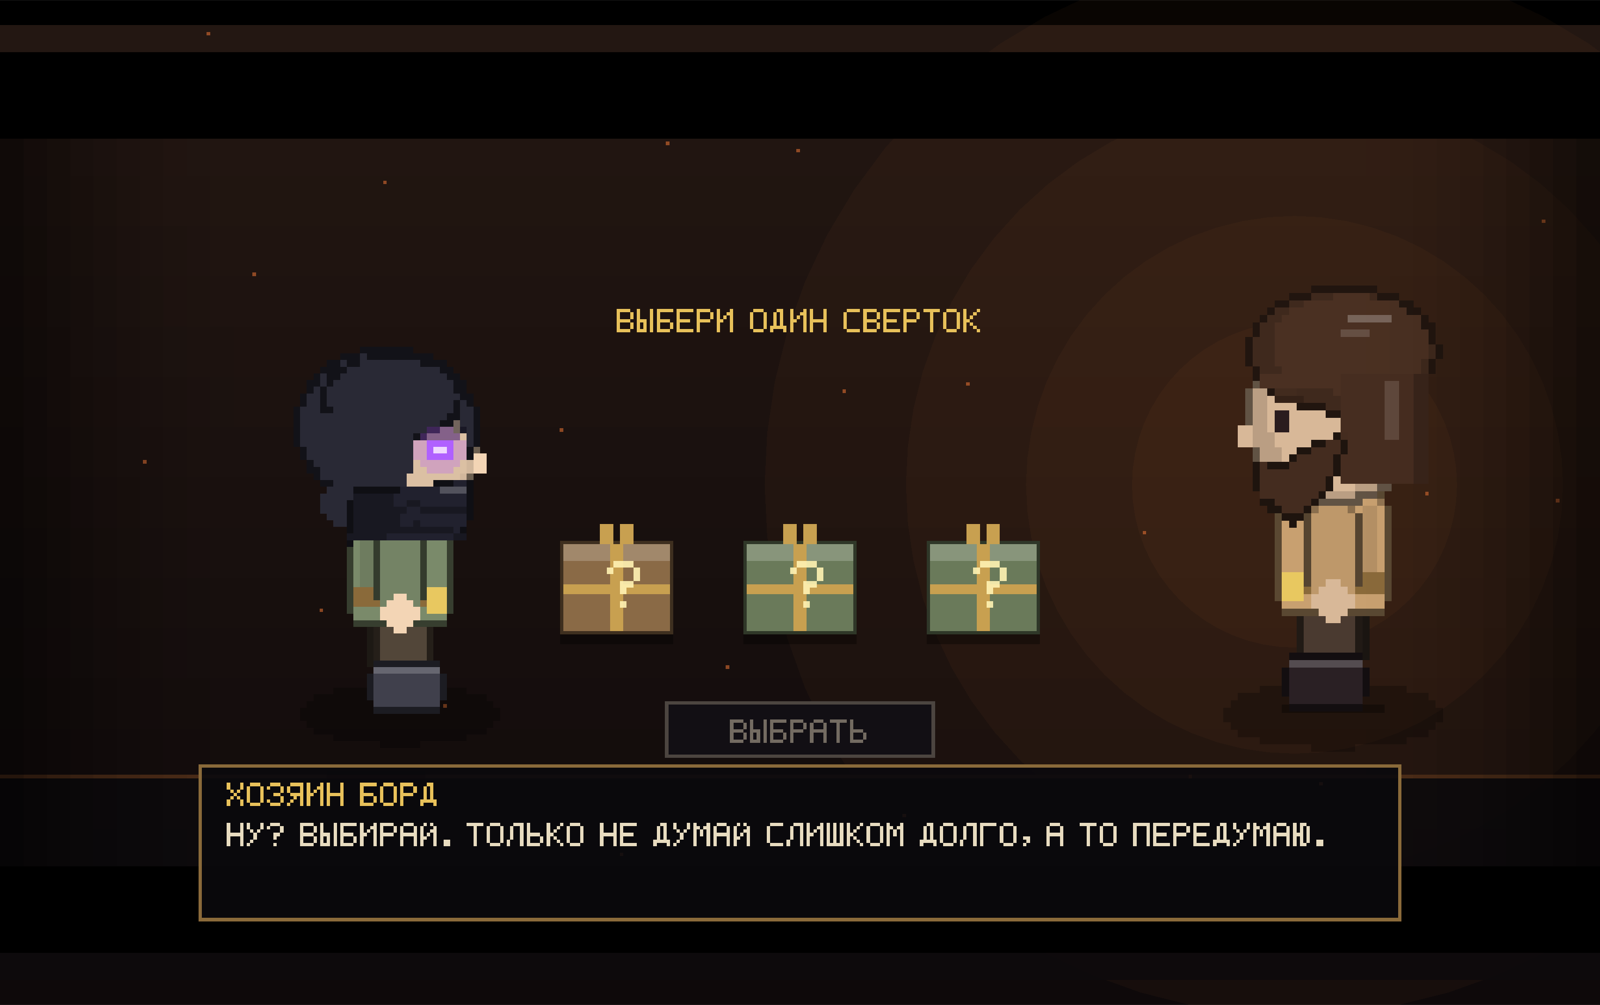 ВЫБЕРИ ОДИН СВЕРТОК
?
?
?
ВЫБРАТЬ
ХОЗЯИН БОРД
НУ? ВЫБИРАЙ. ТОЛЬКО НЕ ДУМАЙ СЛИШКОМ ДОЛГО, А ТО ПЕРЕДУМАЮ.